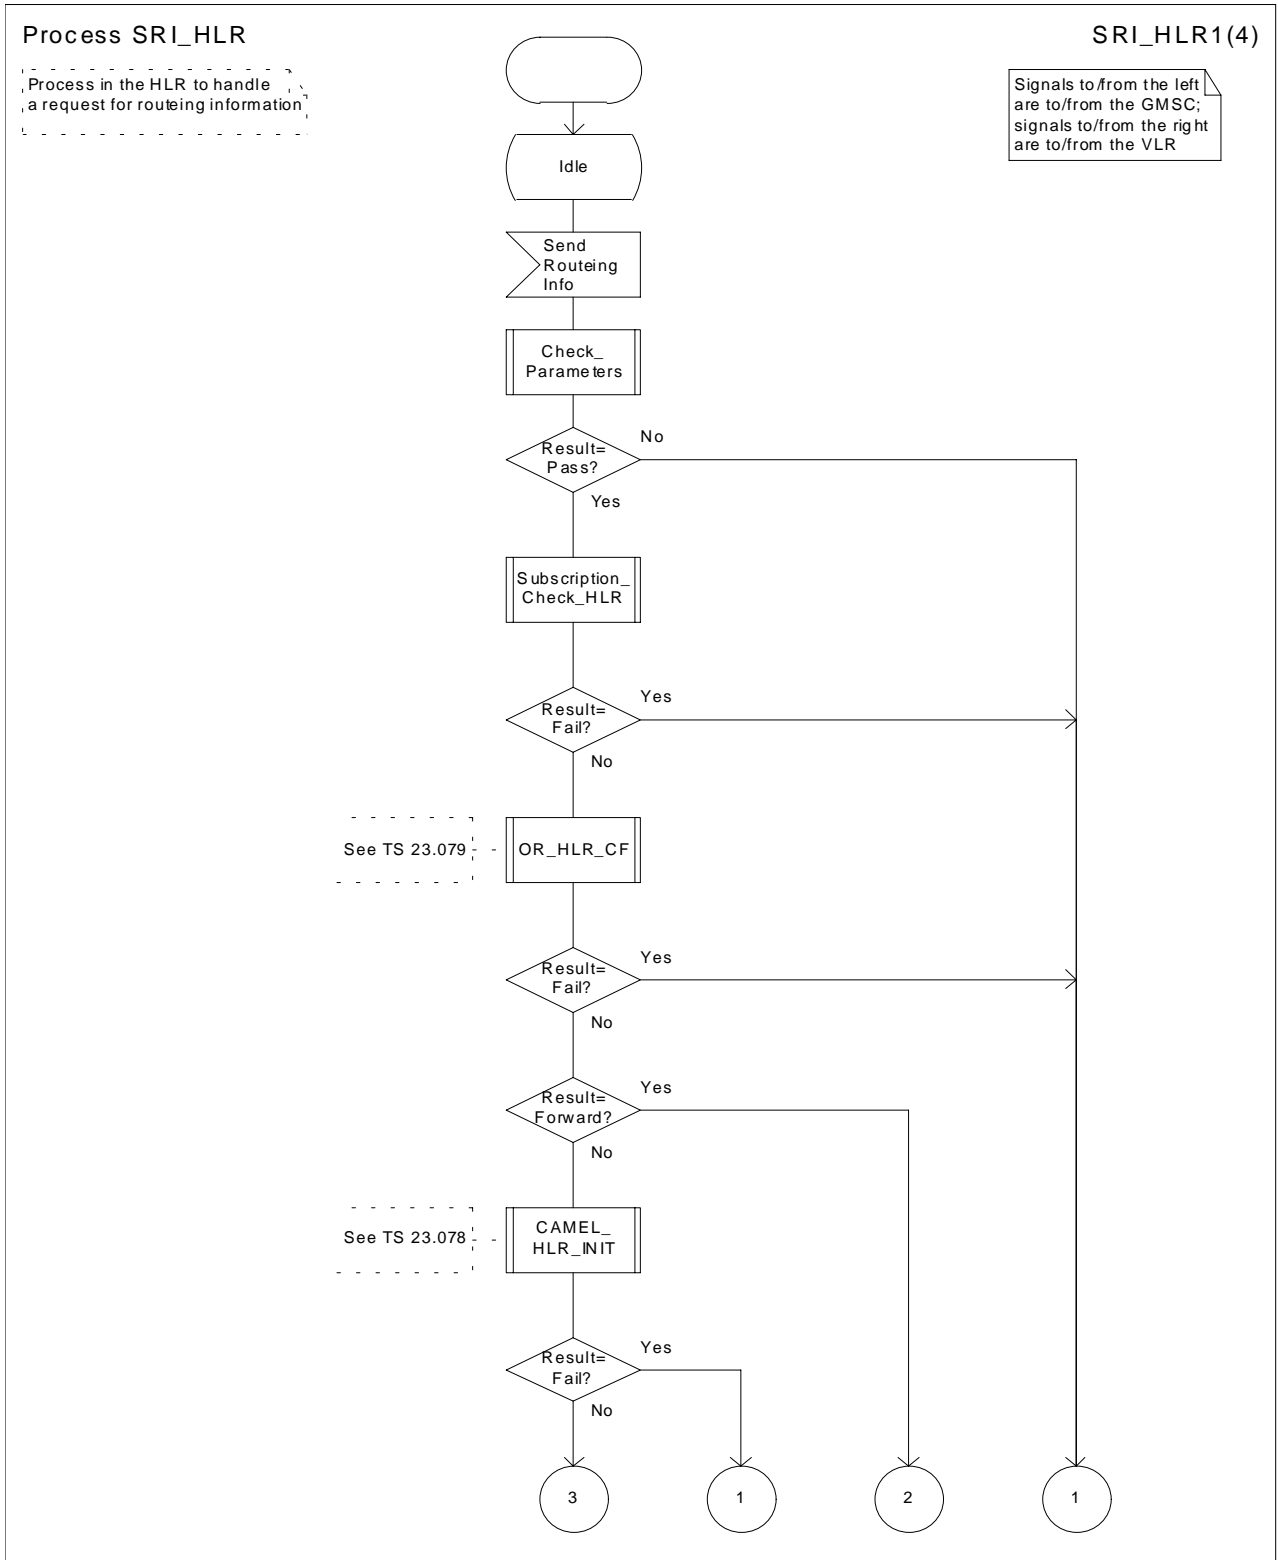 Process SRI_HLR
SRI_HLR1(4)
Process in the HLR to handle
a request for routeing information
Signals to/from the left
are to/from the GMSC;
signals to/from the right
are to/from the VLR
Idle
Send
Routeing
Info
Check_
Parameters
Result=
Pass?
No
Yes
Subscription_
Check_HLR
Result=
Fail?
Yes
No
See TS 23.079
OR_HLR_CF
Result=
Fail?
Yes
No
Result=
Forward?
Yes
No
See TS 23.078
CAMEL_
HLR_INIT
Result=
Fail?
Yes
No
3
1
2
1